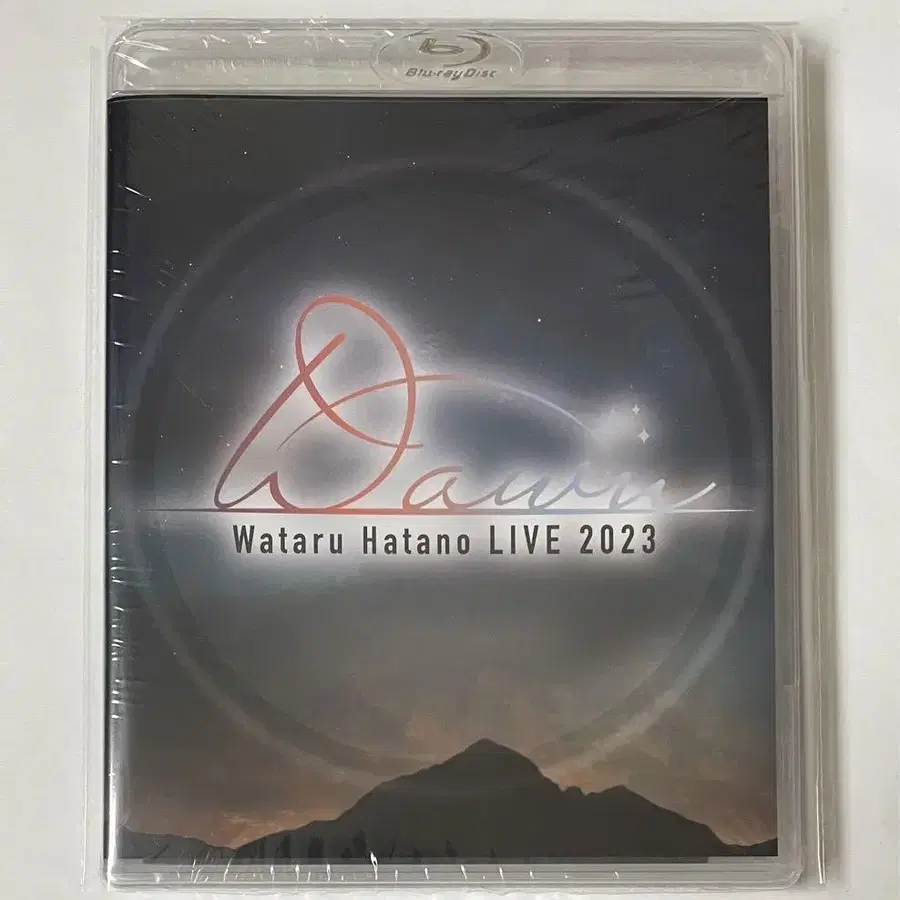 Blu-ray Disc
Dawn
Wataru Hatano LIVE 2023